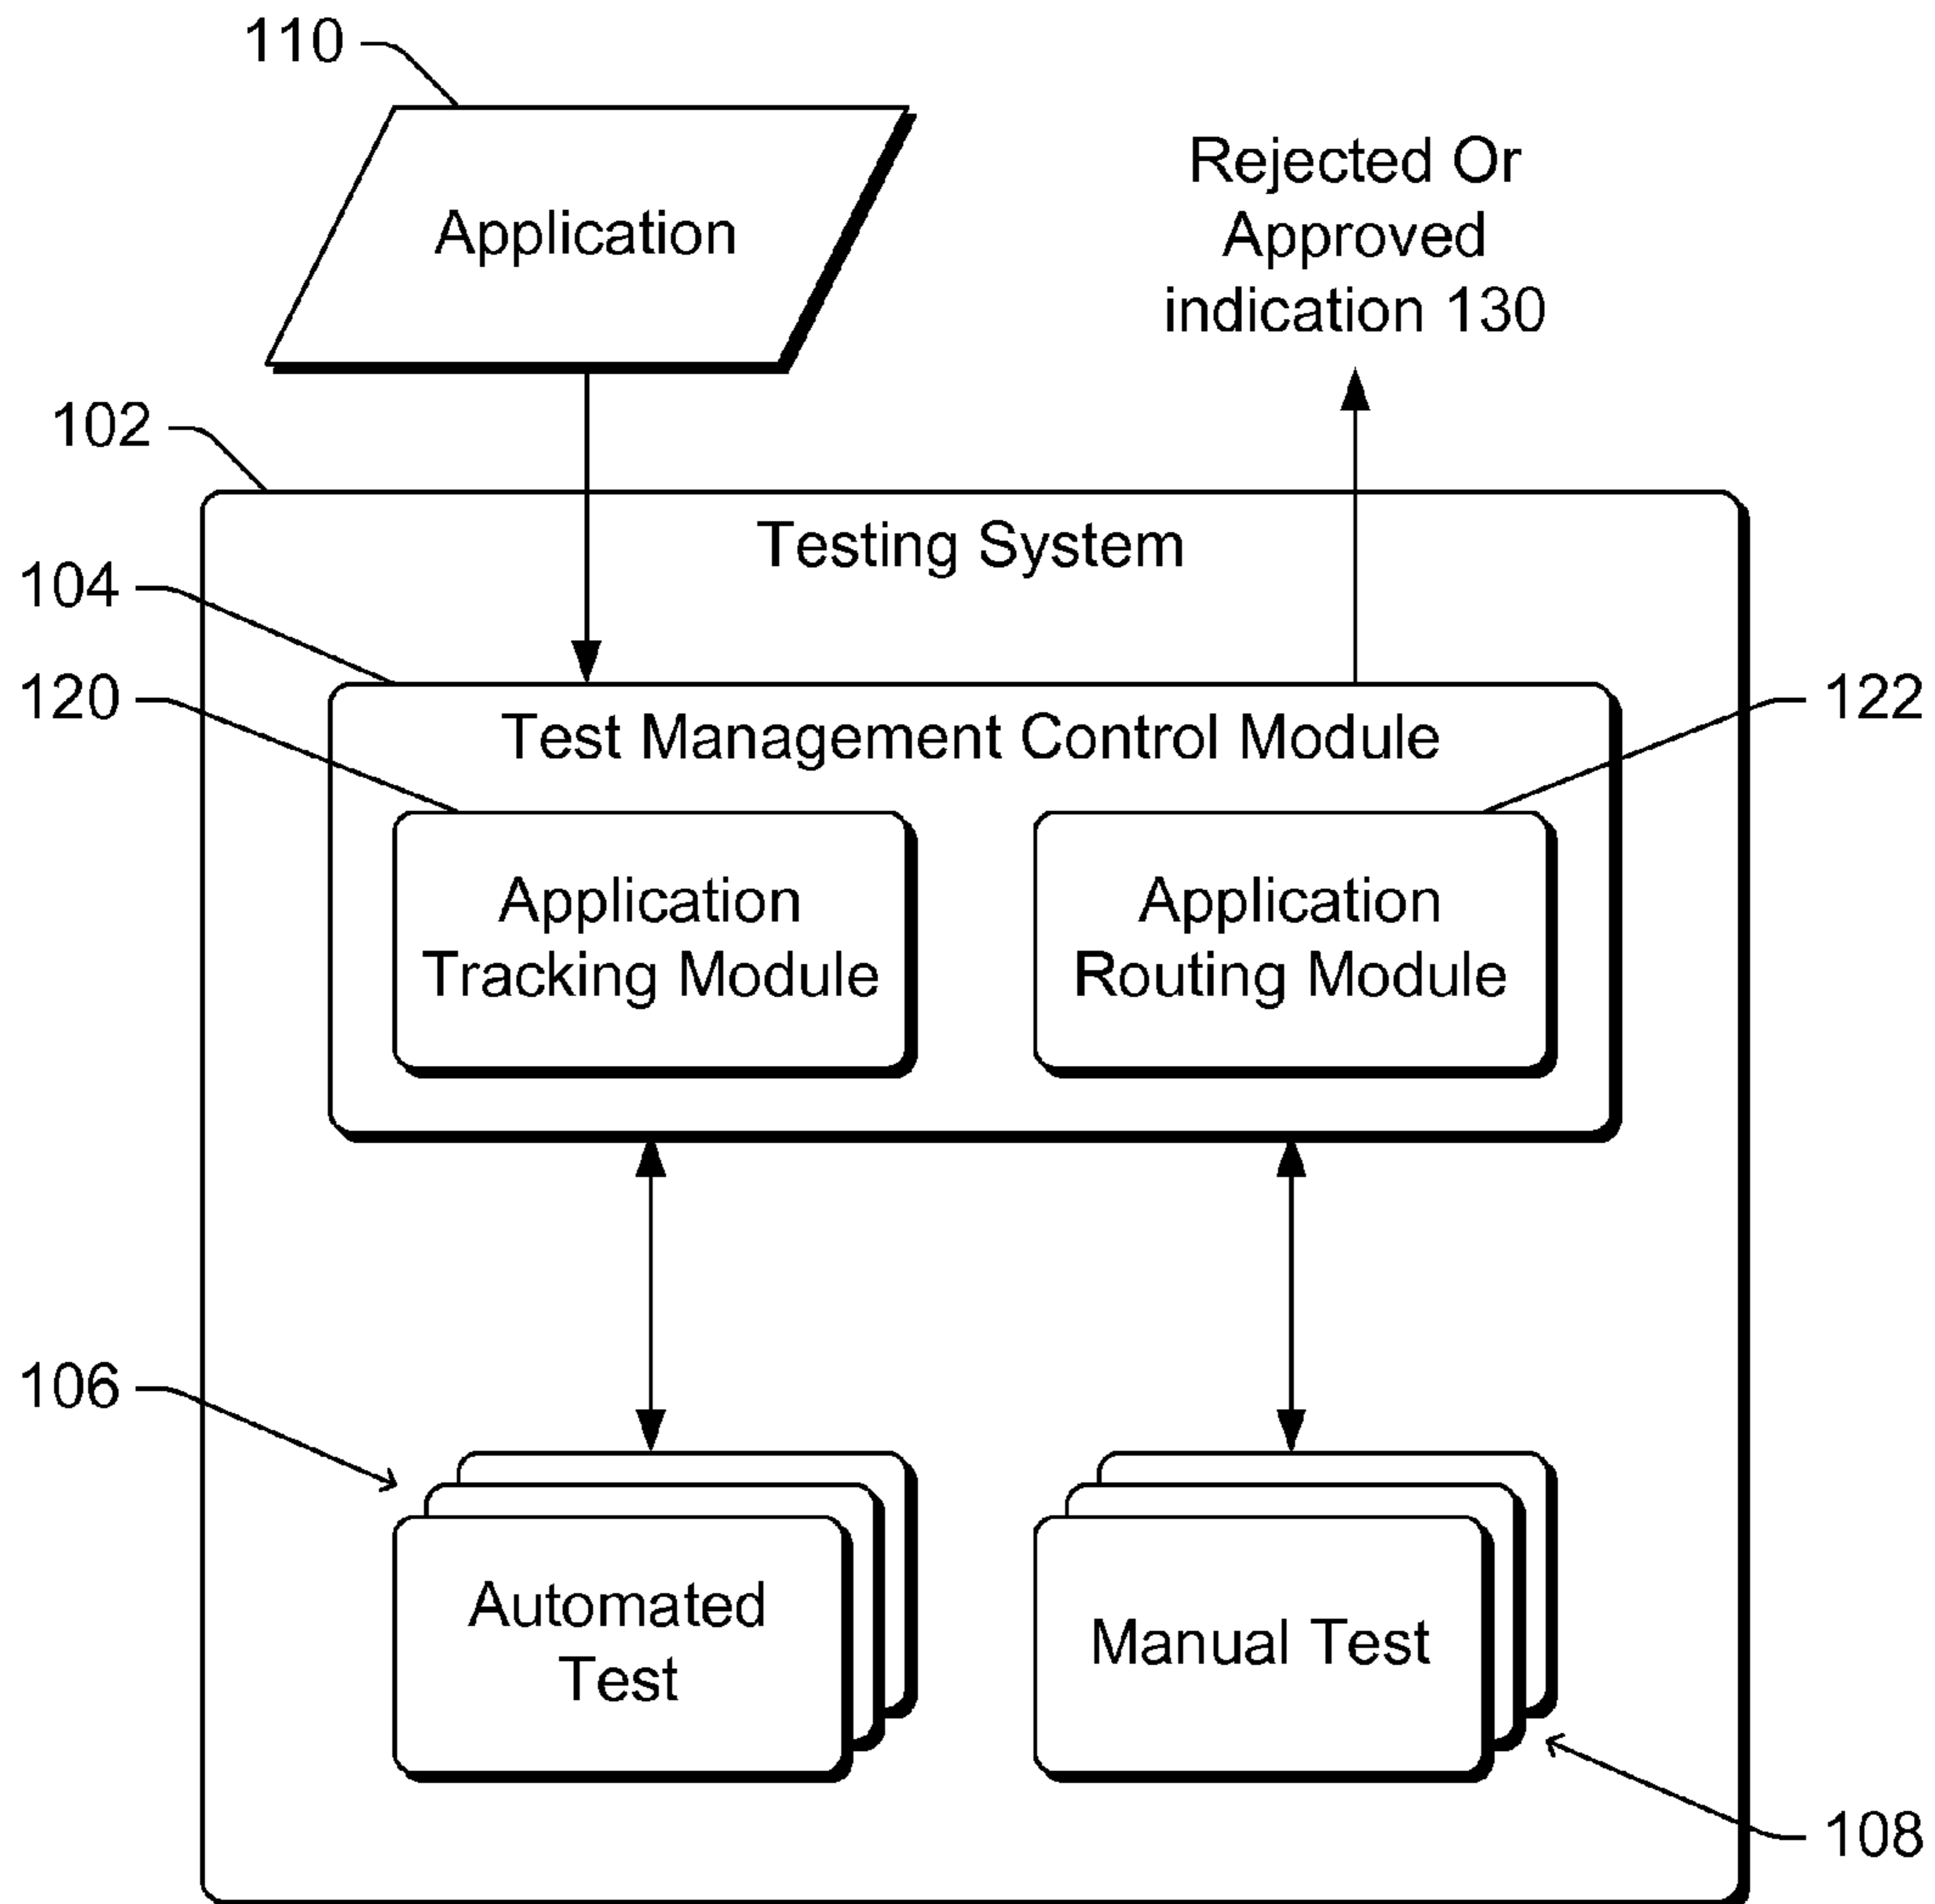 110
Application
Rejected Or
Approved
indication 130
102
Testing System
104
120
122
Test Management Control Module
Application
Tracking Module
Application
Routing Module
106
Automated
Test
Manual Test
108